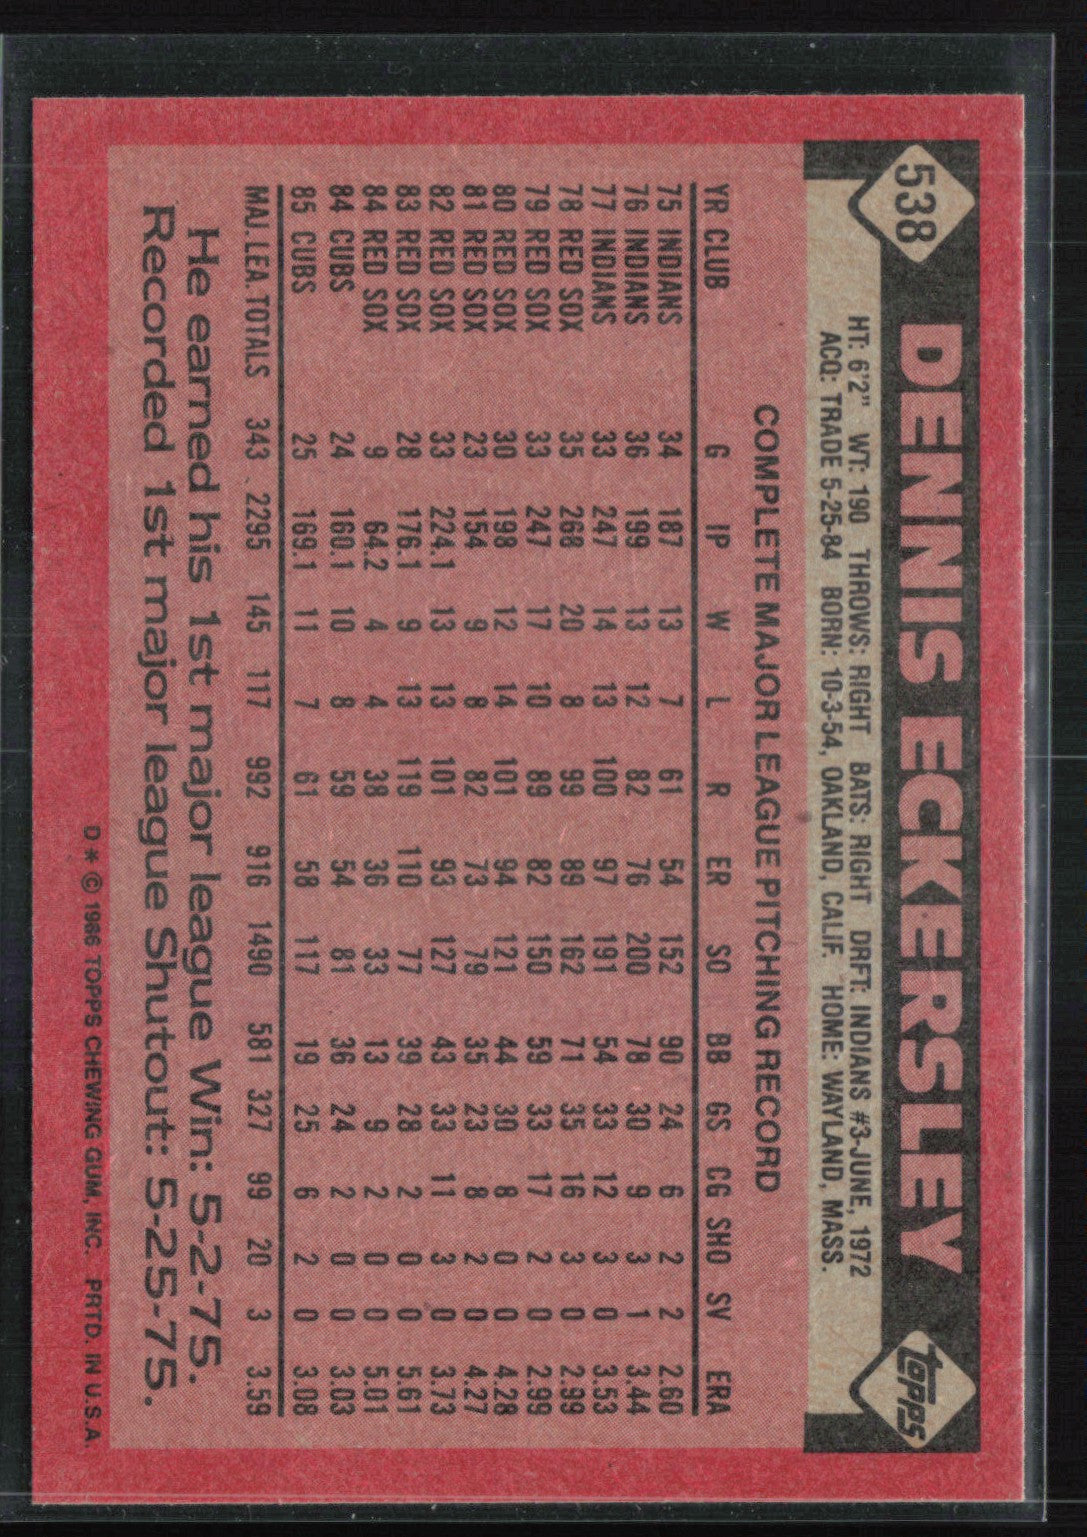 538 DENNIS ECKERSLEY topps
HT: 6'2" WT: 190 THROWS: RIGHT BATS: RIGHT DRFT: INDIANS #3-JUNE, 1972
ACQ: TRADE 5-25-84 BORN: 10-3-54, OAKLAND, CALIF. HOME: WAYLAND, MASS.
COMPLETE MAJOR LEAGUE PITCHING RECORD
YR CLUB G IP W L R ER SO BB GS CG SHO SV ERA
75 INDIANS 34 187 13 7 61 54 152 90 24 6 2 2 2.60
76 INDIANS 36 199 13 12 82 76 200 78 30 9 3 1 3.44
77 INDIANS 33 247 14 13 100 97 191 54 33 12 3 0 3.53
78 RED SOX 35 268 20 8 99 89 162 71 35 16 3 0 2.99
79 RED SOX 33 247 17 10 89 82 150 59 33 17 2 0 2.99
80 RED SOX 30 198 12 14 101 94 121 44 30 8 0 0 4.28
81 RED SOX 23 154 9 8 82 73 79 35 23 8 2 0 4.27
82 RED SOX 33 224.1 13 13 101 93 127 43 33 11 3 0 3.73
83 RED SOX 28 176.1 9 13 119 110 77 39 28 2 0 0 5.61
84 RED SOX 9 64.2 4 4 38 36 33 13 9 2 0 0 5.01
84 CUBS 24 160.1 10 8 59 54 81 36 24 2 0 0 3.03
85 CUBS 25 169.1 11 7 61 58 117 19 25 6 2 0 3.08
MAJ. LEA. TOTALS 343 2295 145 117 992 916 1490 581 327 99 20 3 3.59
He earned his 1st major league Win: 5-2-75.
Recorded 1st major league Shutout: 5-25-75.
D * © 1986 TOPPS CHEWING GUM, INC. PRTD. IN U.S.A.